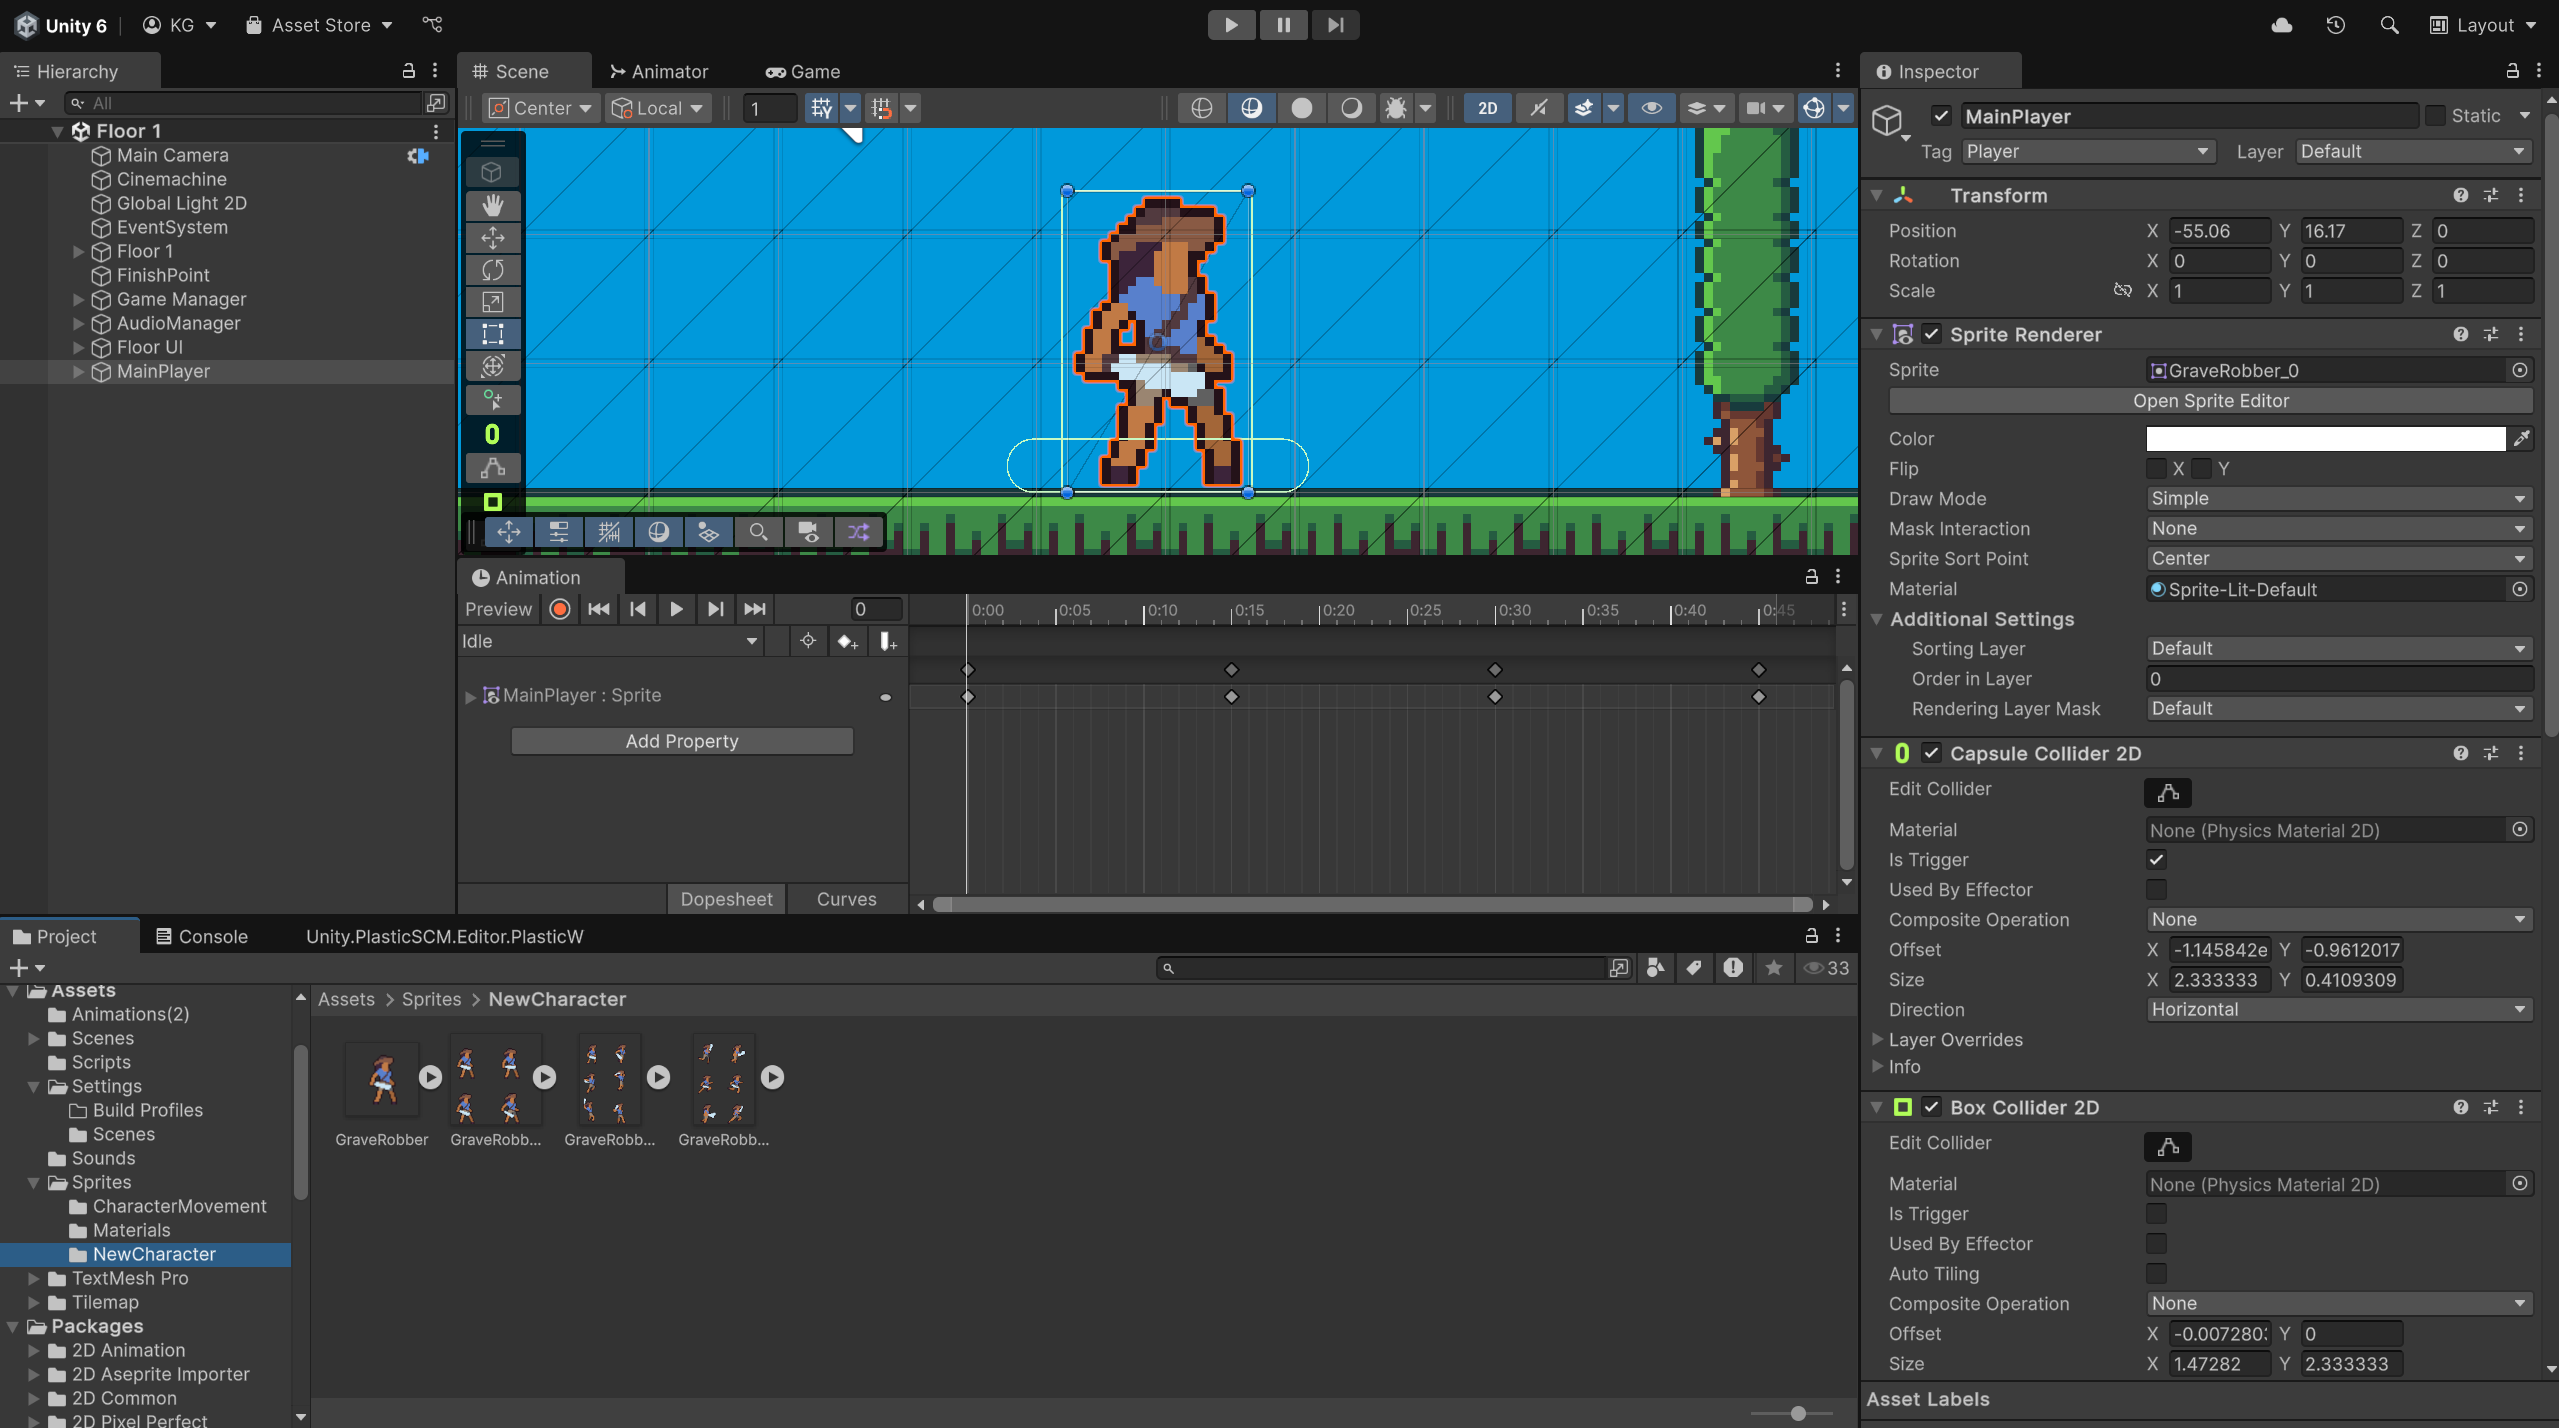 Unity 6 KG Asset Store Layout
Hierarchy
All
Floor 1
Main Camera
Cinemachine
Global Light 2D
EventSystem
Floor 1
FinishPoint
Game Manager
AudioManager
Floor UI
MainPlayer
Scene Animator Game
Center Local 1 2D
Animation
Preview 0
Idle
0:00 0:05 0:10 0:15 0:20 0:25 0:30 0:35 0:40 0:45
MainPlayer : Sprite
Add Property
Dopesheet Curves
Inspector
MainPlayer Static
Tag Player Layer Default
Transform
Position X -55.06 Y 16.17 Z 0
Rotation X 0 Y 0 Z 0
Scale X 1 Y 1 Z 1
Sprite Renderer
Sprite GraveRobber_0
Open Sprite Editor
Color
Flip X Y
Draw Mode Simple
Mask Interaction None
Sprite Sort Point Center
Material Sprite-Lit-Default
Additional Settings
Sorting Layer Default
Order in Layer 0
Rendering Layer Mask Default
Capsule Collider 2D
Edit Collider
Material None (Physics Material 2D)
Is Trigger
Used By Effector
Composite Operation None
Offset X -1.145842e Y -0.9612017
Size X 2.333333 Y 0.4109309
Direction Horizontal
Layer Overrides
Info
Box Collider 2D
Edit Collider
Material None (Physics Material 2D)
Is Trigger
Used By Effector
Auto Tiling
Composite Operation None
Offset X -0.00728 Y 0
Size X 1.47282 Y 2.333333
Asset Labels
Project Console Unity.PlasticSCM.Editor.PlasticW
33
Assets
Animations(2)
Scenes
Scripts
Settings
Build Profiles
Scenes
Sounds
Sprites
CharacterMovement
Materials
NewCharacter
TextMesh Pro
Tilemap
Packages
2D Animation
2D Aseprite Importer
2D Common
2D Pixel Perfect
Assets > Sprites > NewCharacter
GraveRobber GraveRobb... GraveRobb... GraveRobb...